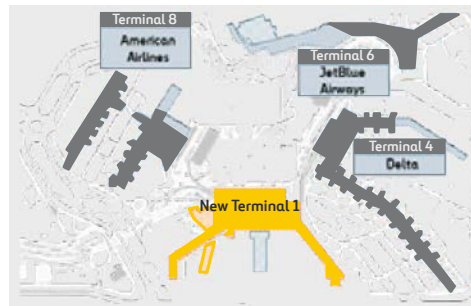 Terminal 8
American
Airlines
Terminal 6
JetBlue
Airways
Terminal 4
Delta
New Terminal 1